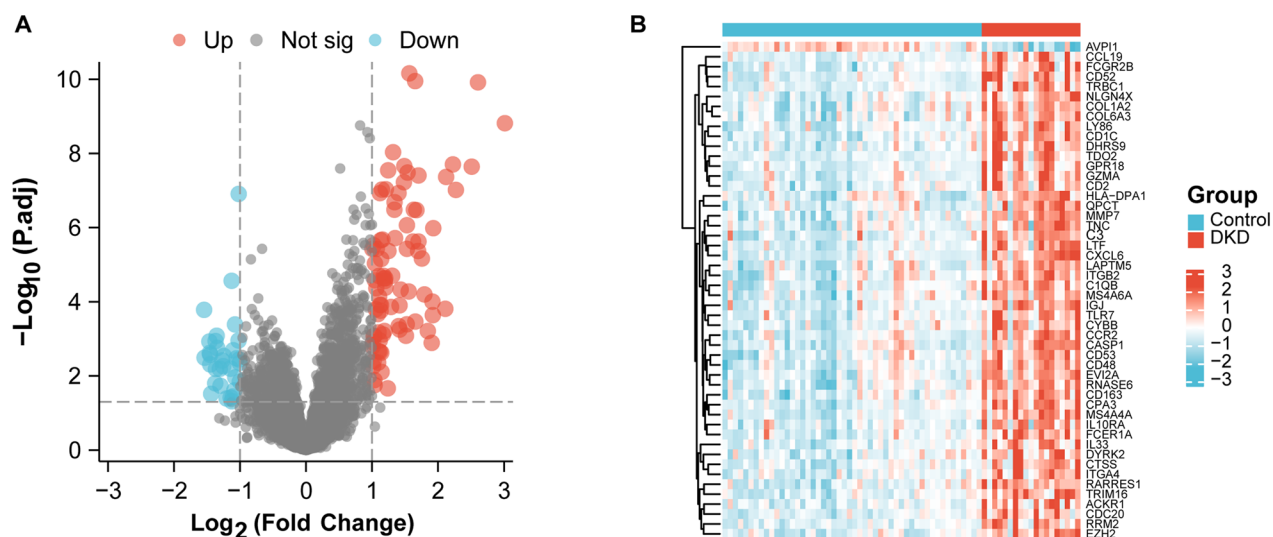 A
Up Not sig Down
10
8
6
4
2
0
−Log10 (P.adj)
−3 −2 −1 0 1 2 3
Log2 (Fold Change)
B
AVPI1
CCL19
FCGR2B
CD52
TRBC1
NLGN4X
COL1A2
COL6A3
LY86
CD1C
DHRS9
TDO2
GPR18
GZMA
CD2
HLA−DPA1
QPCT
MMP7
TNC
C3
LTF
CXCL6
LAPTM5
ITGB2
C1QB
MS4A6A
IGJ
TLR7
CYBB
CCR2
CASP1
CD53
CD48
EVI2A
RNASE6
CD163
CPA3
MS4A4A
IL10RA
FCER1A
IL33
DYRK2
CTSS
ITGA4
RARRES1
TRIM16
ACKR1
CDC20
RRM2
EZH2
Group
Control
DKD
3
2
1
0
−1
−2
−3